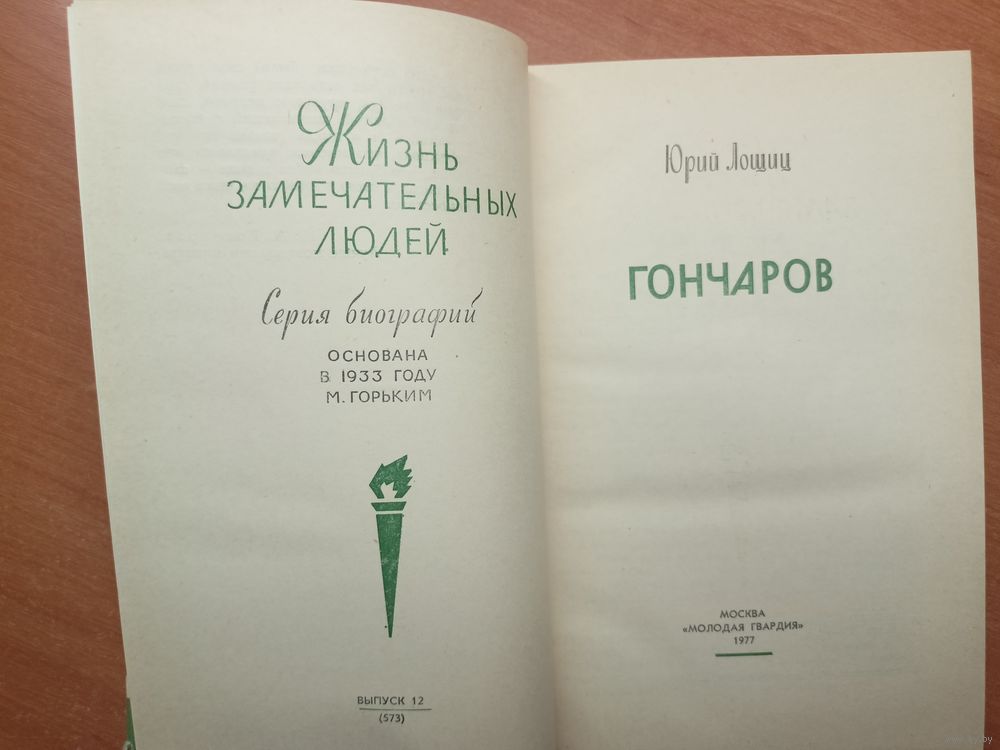 Жизнь
ЗАМЕЧАТЕЛЬНЫХ
ЛЮДЕЙ
Серия биографий
ОСНОВАНА
В 1933 ГОДУ
М. ГОРЬКИМ
ВЫПУСК 12
(573)
Юрий Лощиц
ГОНЧАРОВ
МОСКВА
«МОЛОДАЯ ГВАРДИЯ»
1977